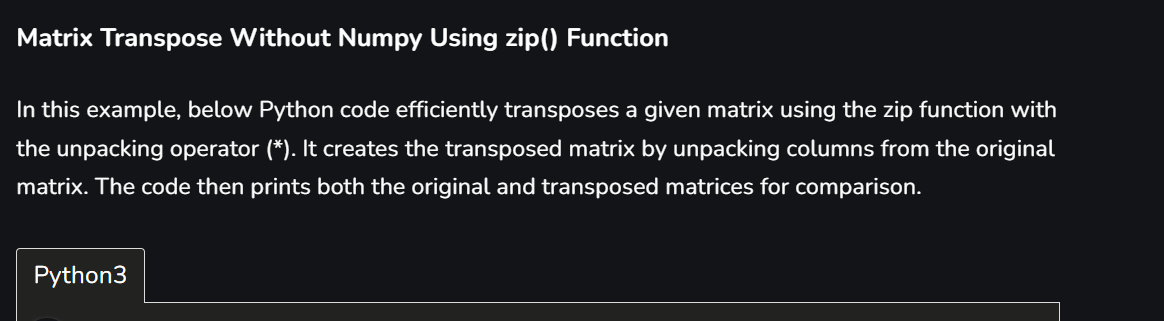 Matrix Transpose Without Numpy Using zip() Function
In this example, below Python code efficiently transposes a given matrix using the zip function with
the unpacking operator (*). It creates the transposed matrix by unpacking columns from the original
matrix. The code then prints both the original and transposed matrices for comparison.
Python3